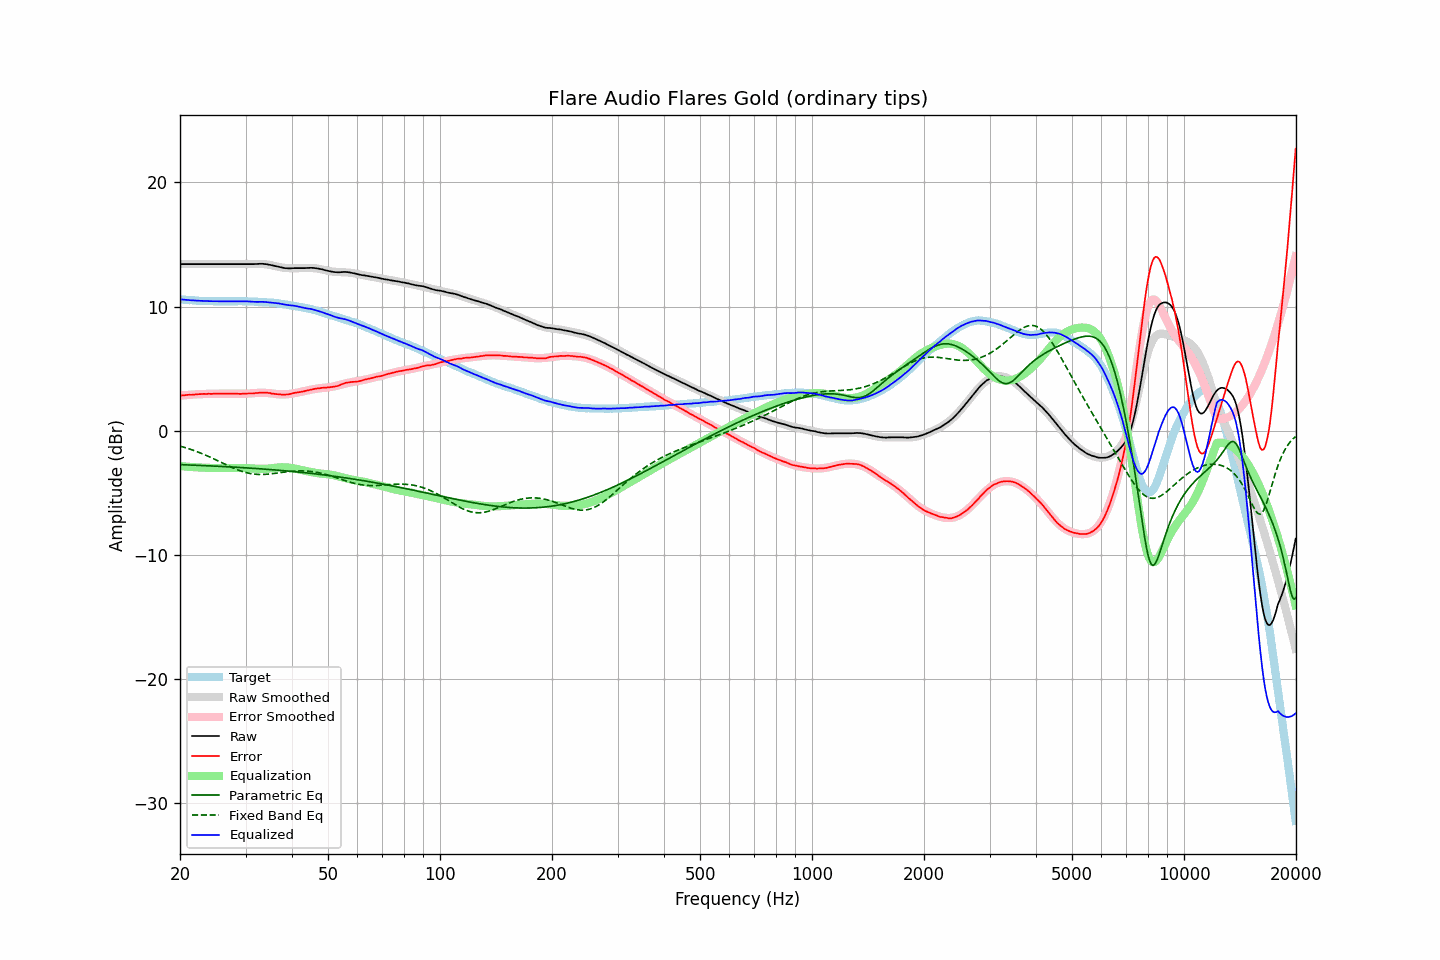 Flare Audio Flares Gold (ordinary tips)
Amplitude (dBr)
20
10
0
−10
−20
−30
Target
Raw Smoothed
Error Smoothed
Raw
Error
Equalization
Parametric Eq
Fixed Band Eq
Equalized
20 50 100 200 500 1000 2000 5000 10000 20000
Frequency (Hz)